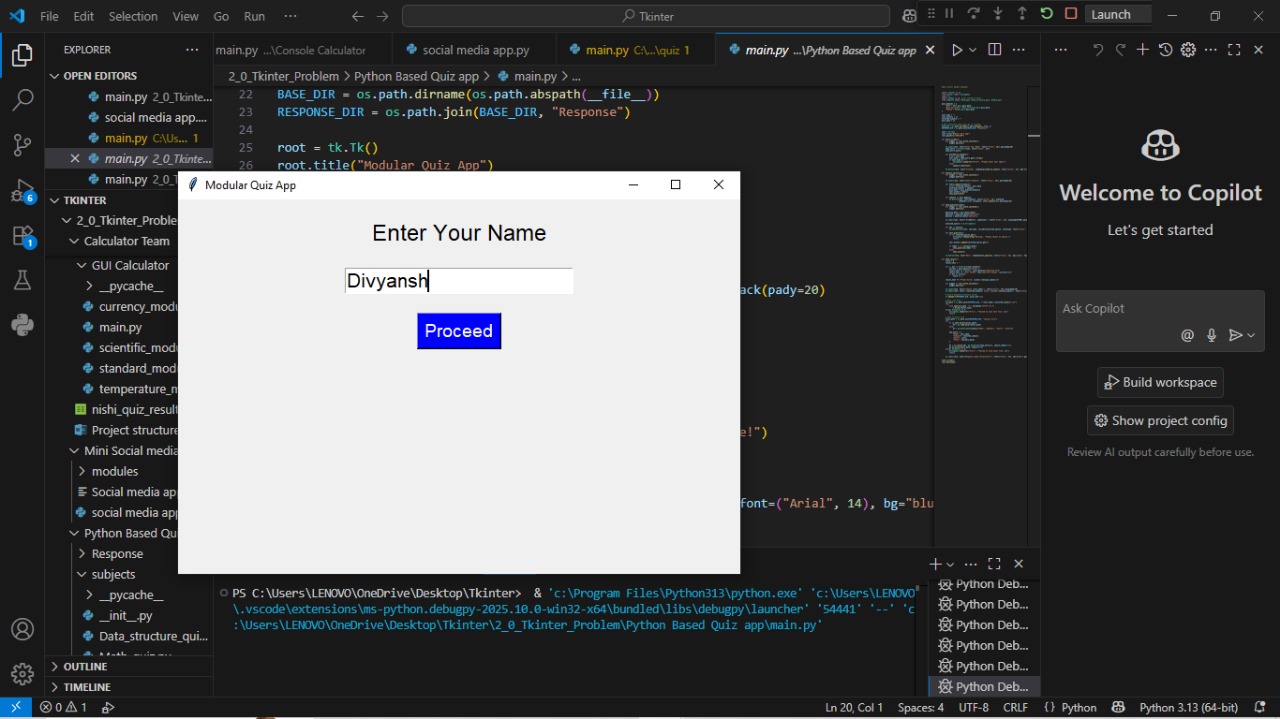 File Edit Selection View Go Run ··· Tkinter Launch
EXPLORER ···
OPEN EDITORS
main.py 2_0_Tkinte...
social media app....
main.py C:\Us... 1
main.py 2_0_Tkinte...
main.py 2_
TKINTER
2_0_Tkinter_Proble
Calculator Team
GUI Calculator
__pycache__
currency_mod
main.py
scientific_modu
standard_modu
temperature_m
nishi_quiz_result
Project structure
Mini Social media
modules
Social media ap
social media app
Python Based Qu
Response
subjects
__pycache__
__init__.py
Data_structure_qui...
OUTLINE
TIMELINE
main.py ...\Console Calculator
social media app.py
main.py C:\...\quiz 1
main.py ...\Python Based Quiz app
2_0_Tkinter_Problem > Python Based Quiz app > main.py > ...
22 BASE_DIR = os.path.dirname(os.path.abspath(__file__))
23 RESPONSE_DIR = os.path.join(BASE_DIR, "Response")
24
25 root = tk.Tk()
root.title("Modular Quiz App")
Modular Quiz App
Enter Your Name
Divyansh
Proceed
ack(pady=20)
e!")
font=("Arial", 14), bg="blu
PS C:\Users\LENOVO\OneDrive\Desktop\Tkinter> & 'c:\Program Files\Python313\python.exe' 'c:\Users\LENOVO
\.vscode\extensions\ms-python.debugpy-2025.10.0-win32-x64\bundled\libs\debugpy\launcher' '54441' '--' 'c
:\Users\LENOVO\OneDrive\Desktop\Tkinter\2_0_Tkinter_Problem\Python Based Quiz app\main.py'
Python Deb...
Python Deb...
Python Deb...
Python Deb...
Python Deb...
Python Deb...
Welcome to Copilot
Let's get started
Ask Copilot
Build workspace
Show project config
Review AI output carefully before use.
6
1
0 1 Ln 20, Col 1 Spaces: 4 UTF-8 CRLF {} Python Python 3.13 (64-bit)